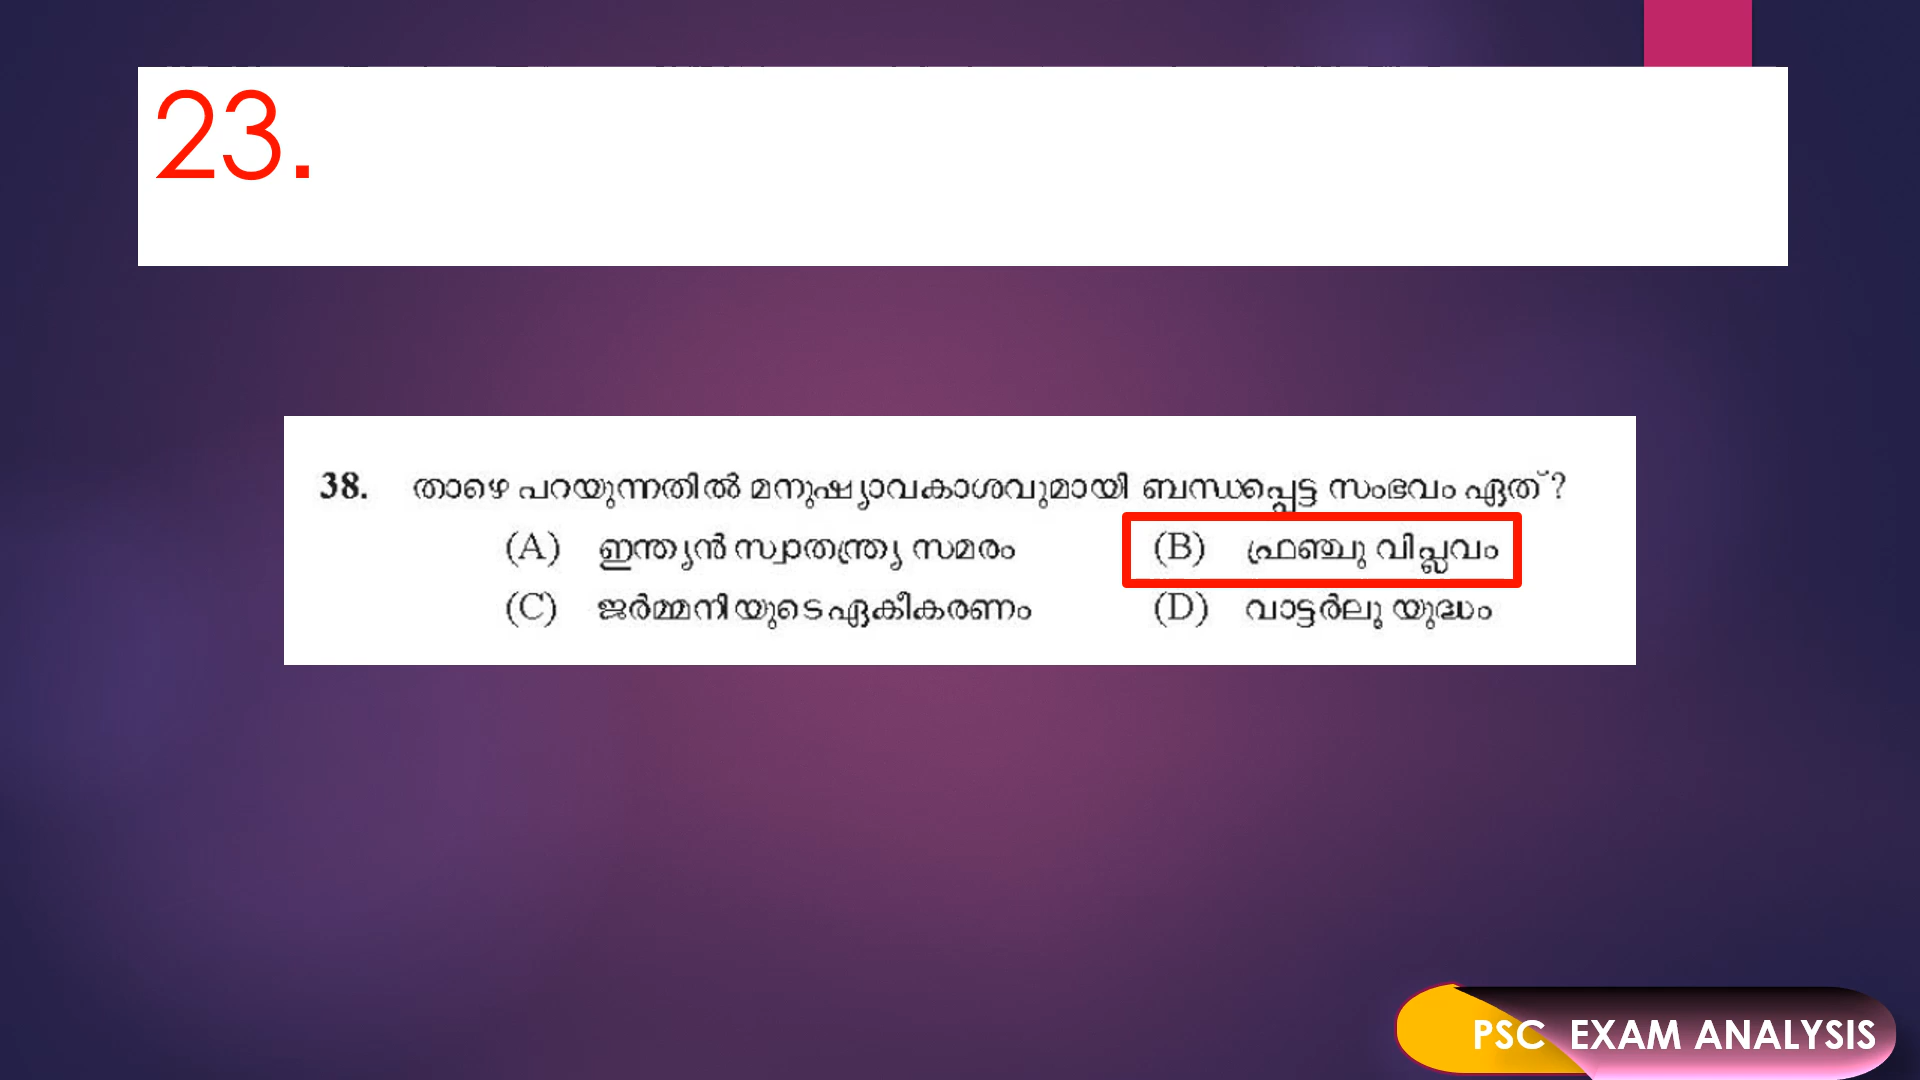 23.
38. താഴെ പറയുന്നതിൽ മനുഷ്യാവകാശവുമായി ബന്ധപ്പെട്ട സംഭവം ഏത് ?
(A) ഇന്ത്യൻ സ്വാതന്ത്ര്യ സമരം (B) ഫ്രഞ്ചു വിപ്ലവം
(C) ജർമ്മനിയുടെ ഏകീകരണം (D) വാട്ടർലൂ യുദ്ധം
PSC EXAM ANALYSIS